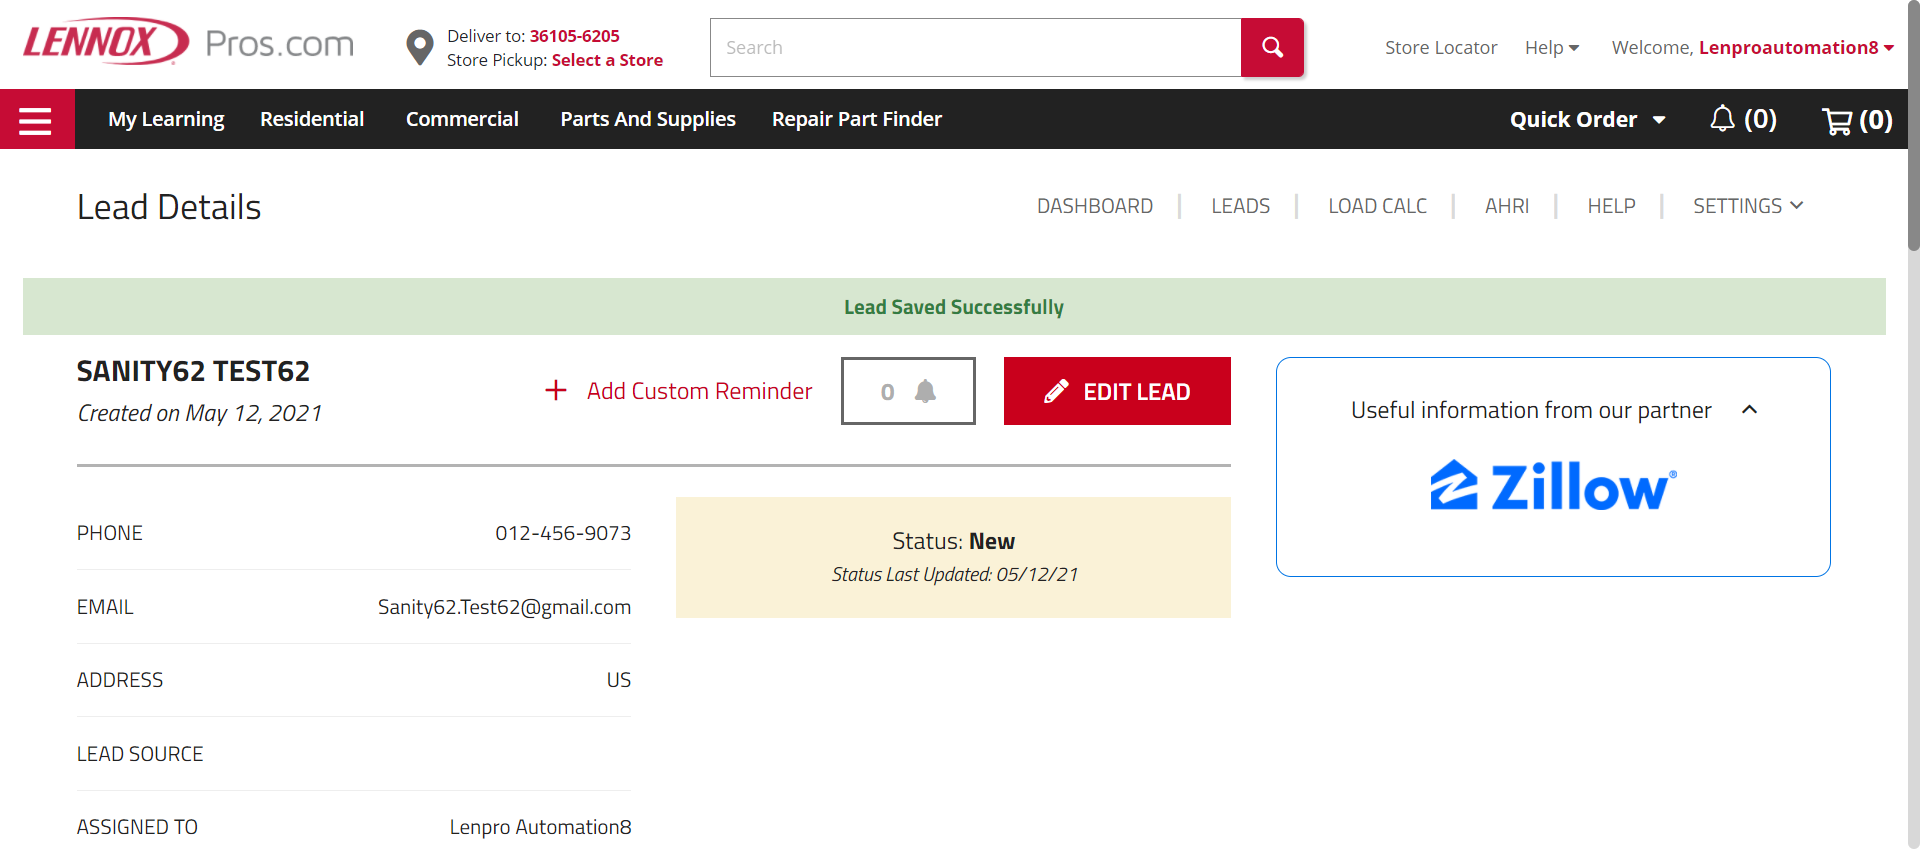 LENNOX Pros.com
Deliver to: 36105-6205
Store Pickup: Select a Store
Search
Store Locator
Help
Welcome, Lenproautomation8
My Learning
Residential
Commercial
Parts And Supplies
Repair Part Finder
Quick Order
(0)
(0)
Lead Details
DASHBOARD
LEADS
LOAD CALC
AHRI
HELP
SETTINGS
Lead Saved Successfully
SANITY62 TEST62
Created on May 12, 2021
+ Add Custom Reminder
0
EDIT LEAD
Useful information from our partner
Zillow®
PHONE 012-456-9073
EMAIL Sanity62.Test62@gmail.com
ADDRESS US
LEAD SOURCE
ASSIGNED TO Lenpro Automation8
Status: New
Status Last Updated: 05/12/21